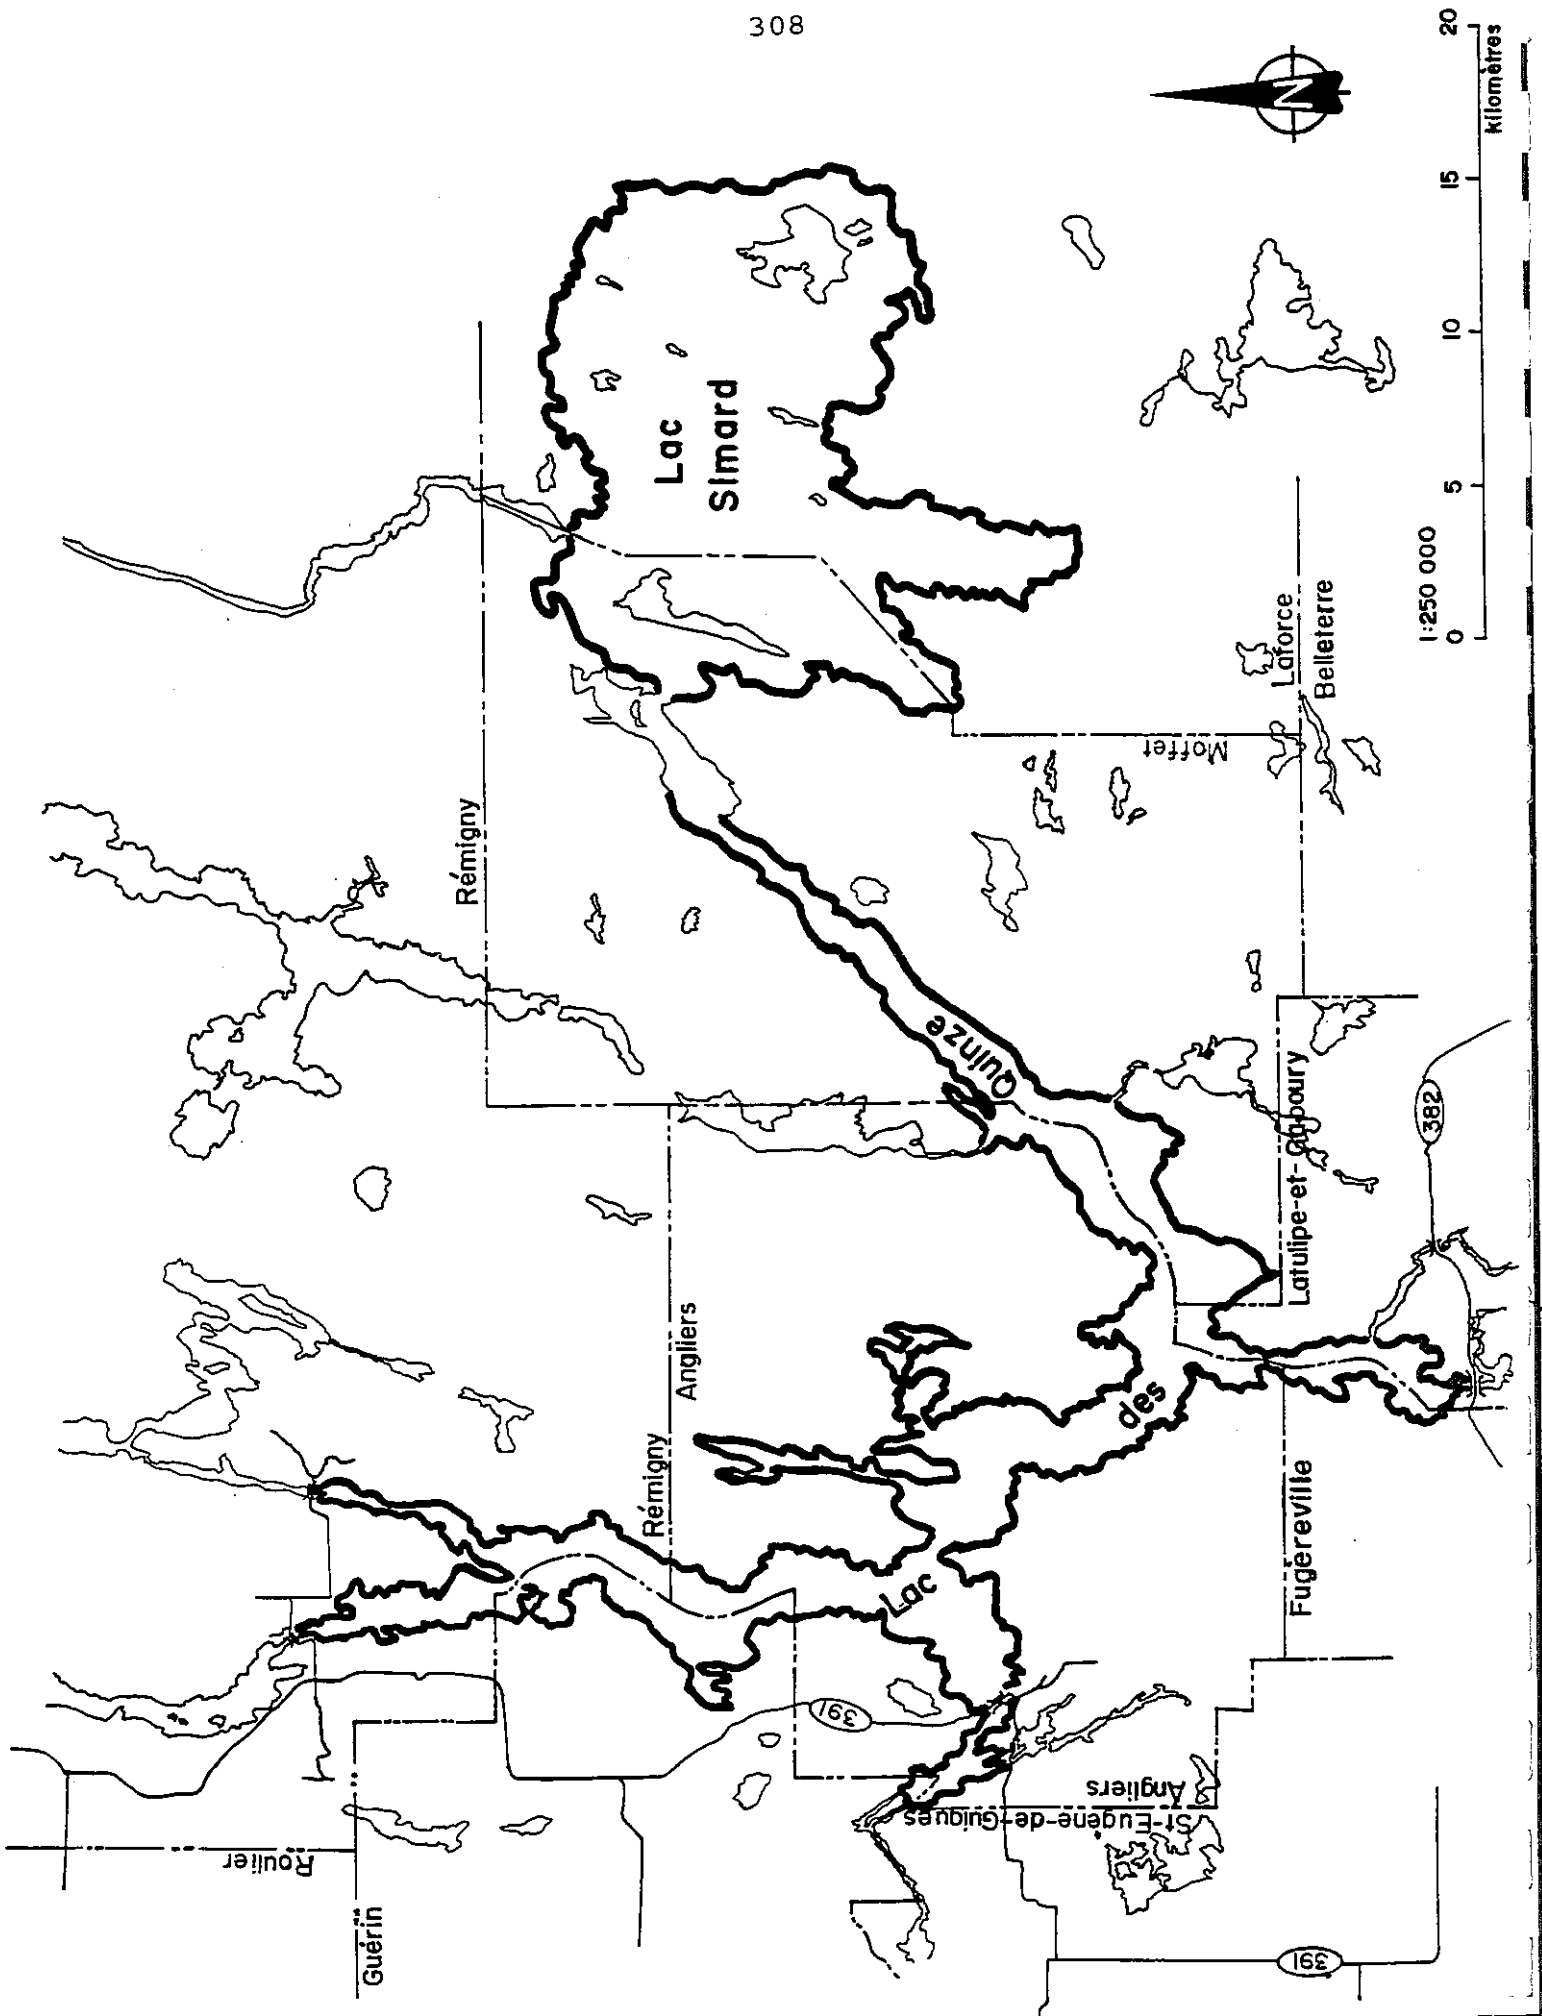 308
Rémigny
Lac
Simard
Roulier
Guérin
Rémigny
Angliers
Quinze
Moffet
Laforce
Belleterre
391
Lac
des
Latulipe-et-Gaboury
St-Eugène-de-Guigues
Angliers
Fugèreville
382
391
1:250 000
0 5 10 15 20
kilomètres
N